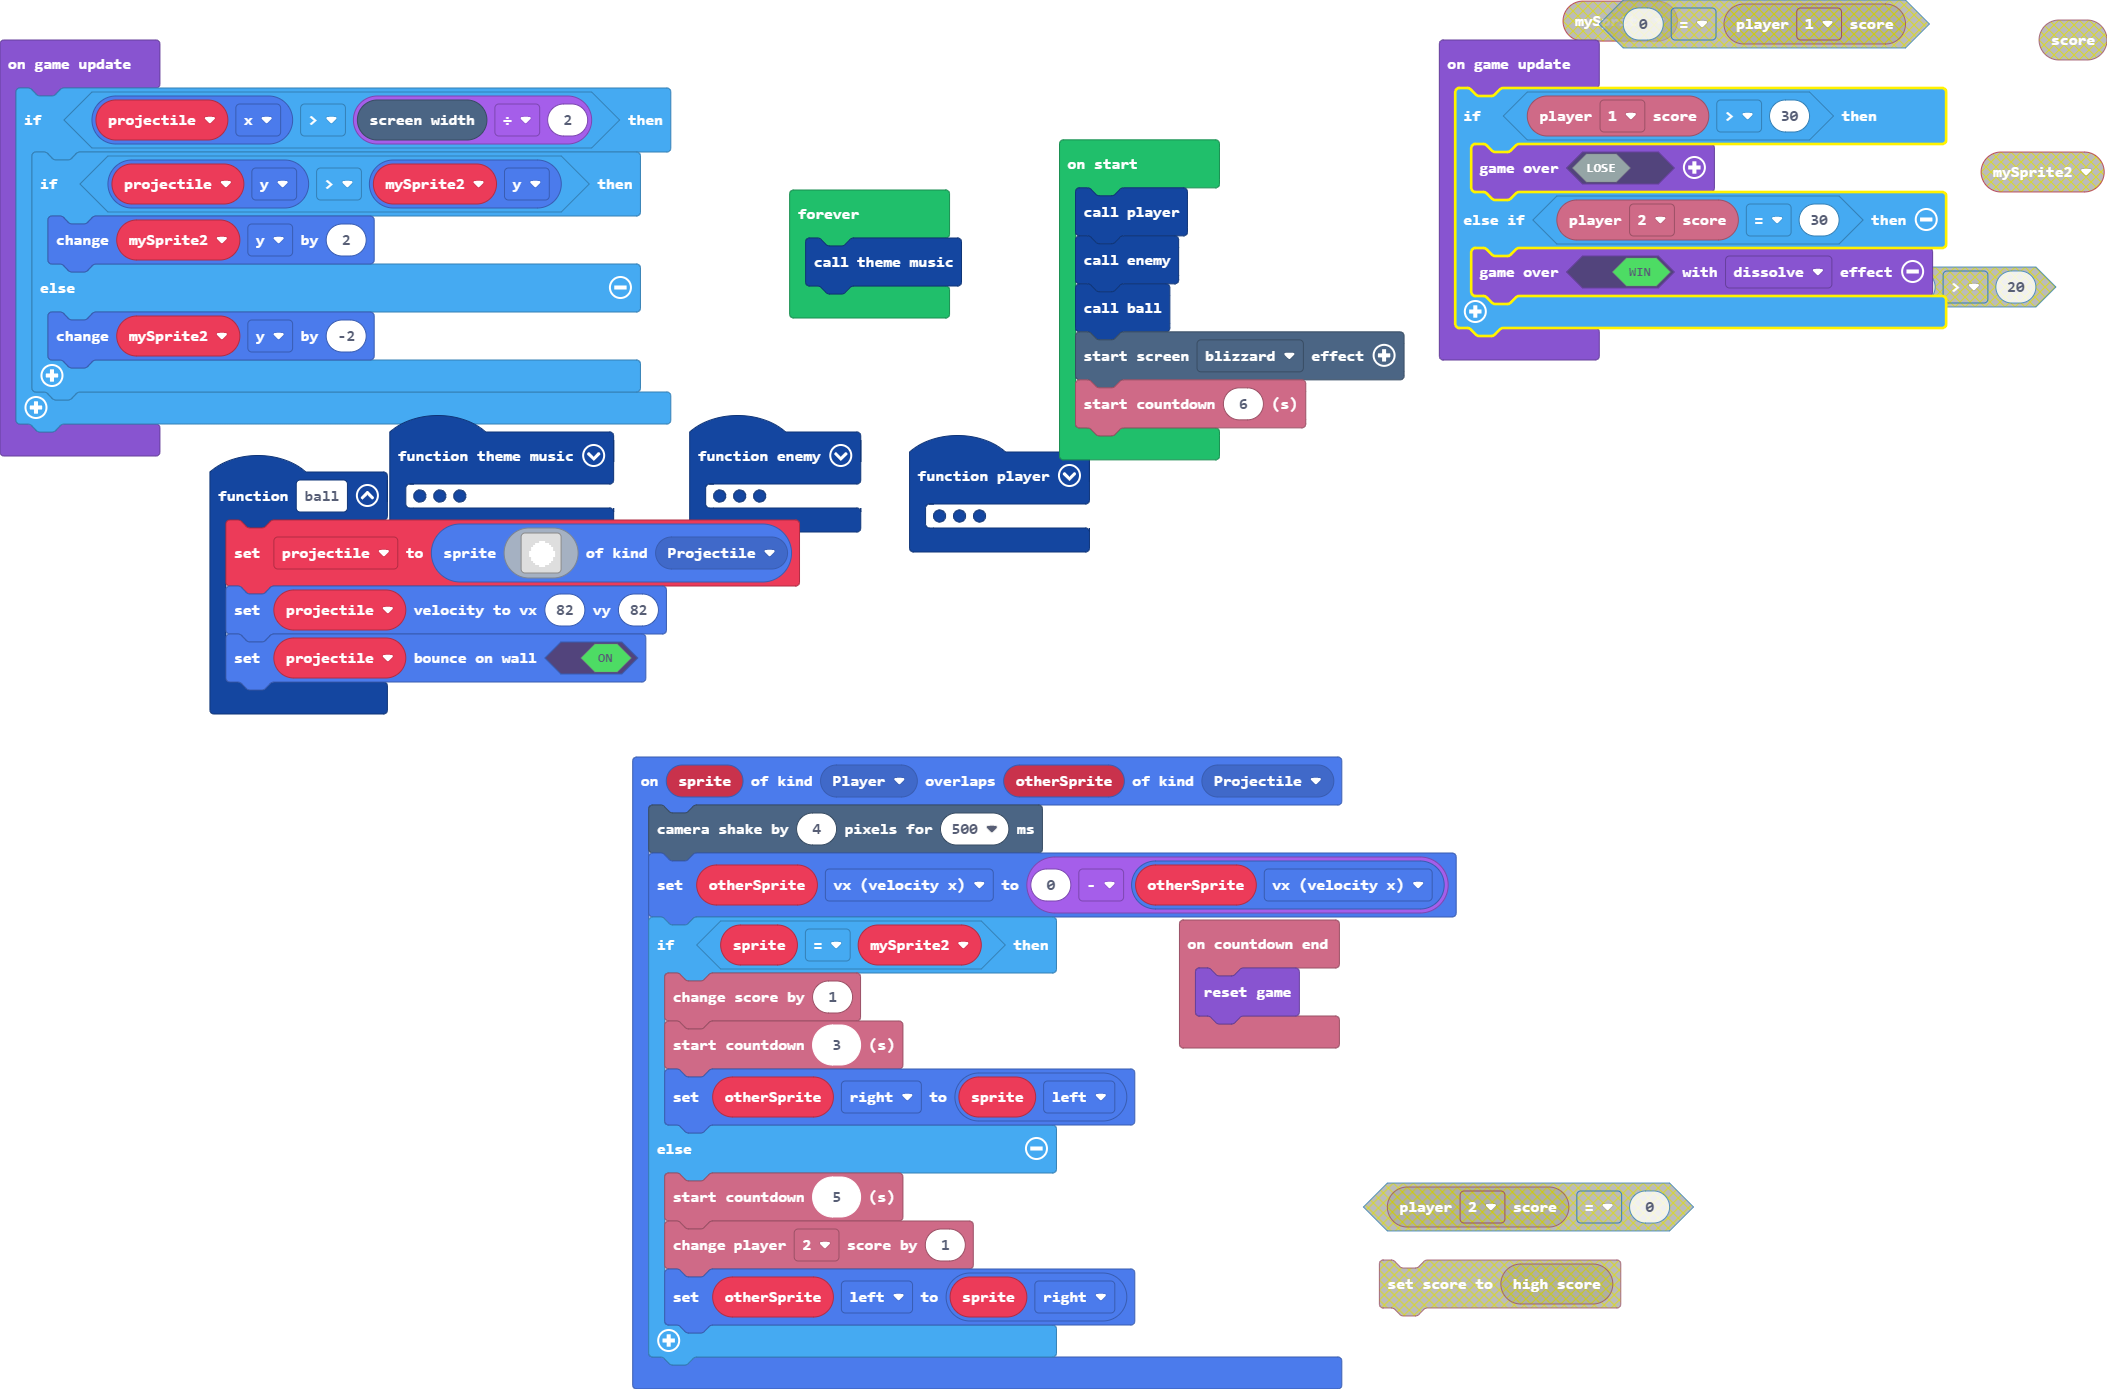 on game update
if projectile x > screen width ÷ 2 then
if projectile y > mySprite2 y then
change mySprite2 y by 2
else
change mySprite2 y by -2
forever
call theme music
on start
call player
call enemy
call ball
start screen blizzard effect
start countdown 6 (s)
0 = player 1 score
score
on game update
if player 1 score > 30 then
game over LOSE
else if player 2 score = 30 then
game over WIN with dissolve effect
mySprite2
> 20
function theme music
function enemy
function player
function ball
set projectile to sprite of kind Projectile
set projectile velocity to vx 82 vy 82
set projectile bounce on wall ON
on sprite of kind Player overlaps otherSprite of kind Projectile
camera shake by 4 pixels for 500 ms
set otherSprite vx (velocity x) to 0 - otherSprite vx (velocity x)
if sprite = mySprite2 then
change score by 1
start countdown 3 (s)
set otherSprite right to sprite left
else
start countdown 5 (s)
change player 2 score by 1
set otherSprite left to sprite right
on countdown end
reset game
player 2 score = 0
set score to high score